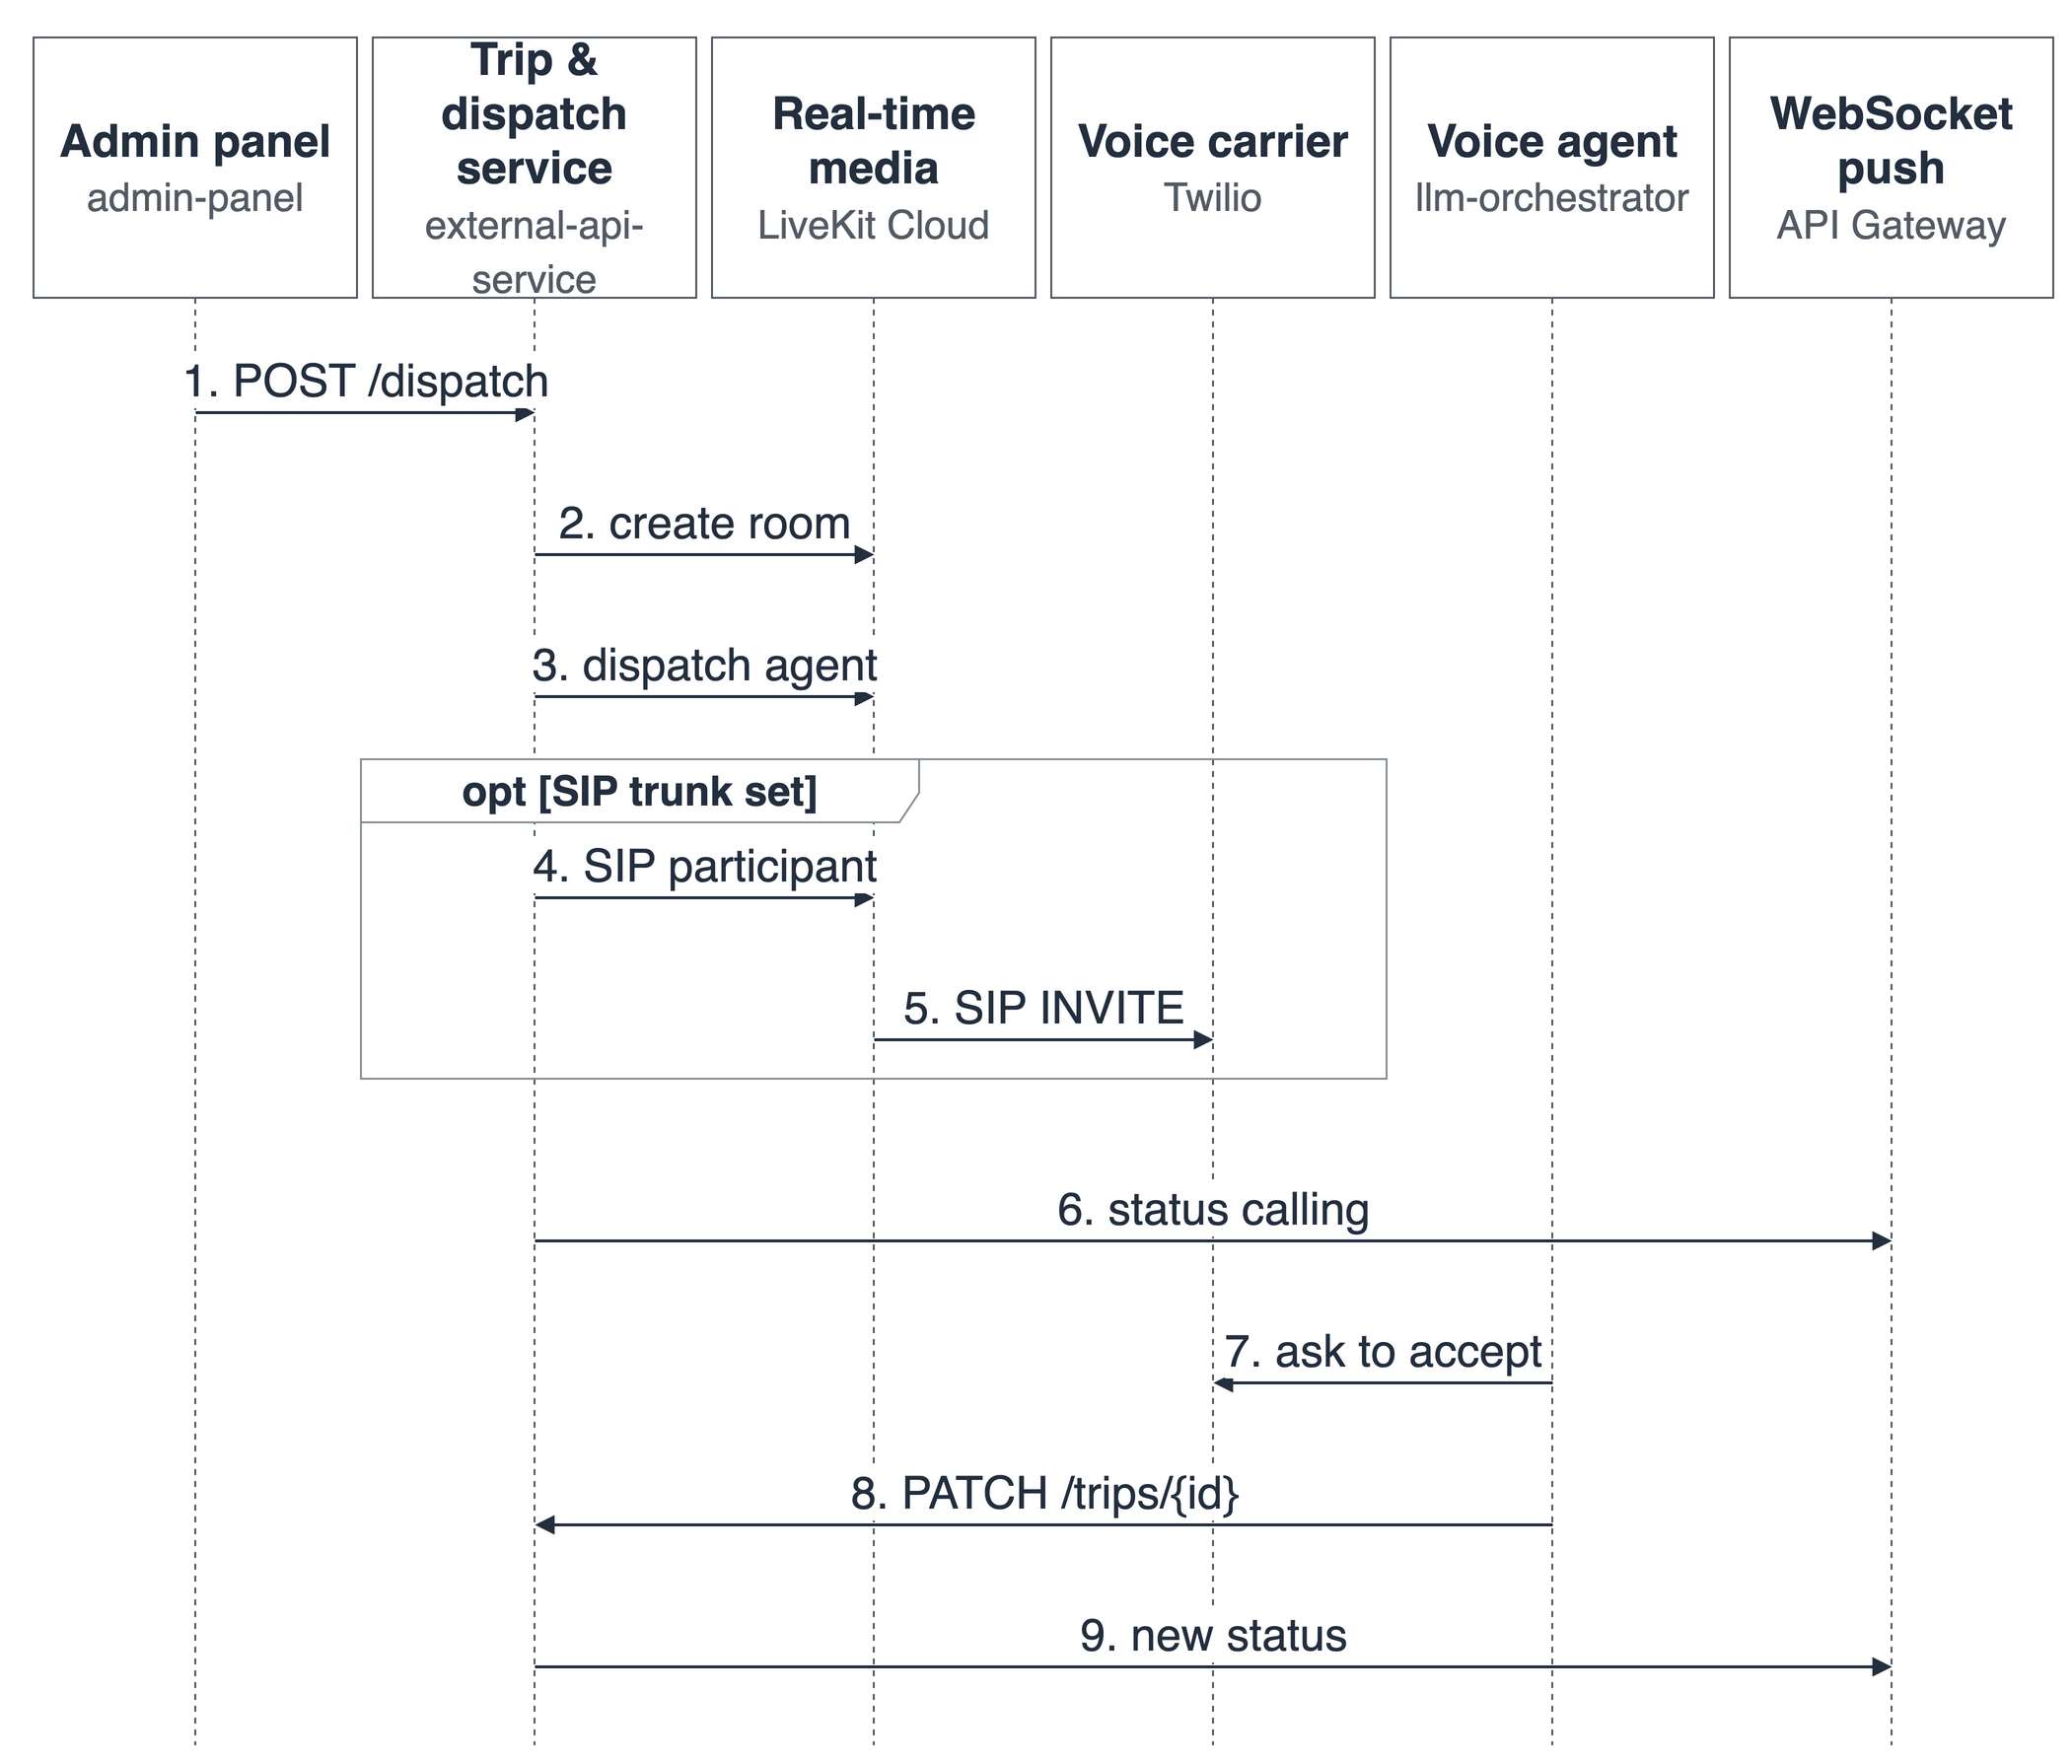 Admin panel
admin-panel
Trip &
dispatch
service
external-api-
service
Real-time
media
LiveKit Cloud
Voice carrier
Twilio
Voice agent
llm-orchestrator
WebSocket
push
API Gateway
1. POST /dispatch
2. create room
3. dispatch agent
opt [SIP trunk set]
4. SIP participant
5. SIP INVITE
6. status calling
7. ask to accept
8. PATCH /trips/{id}
9. new status